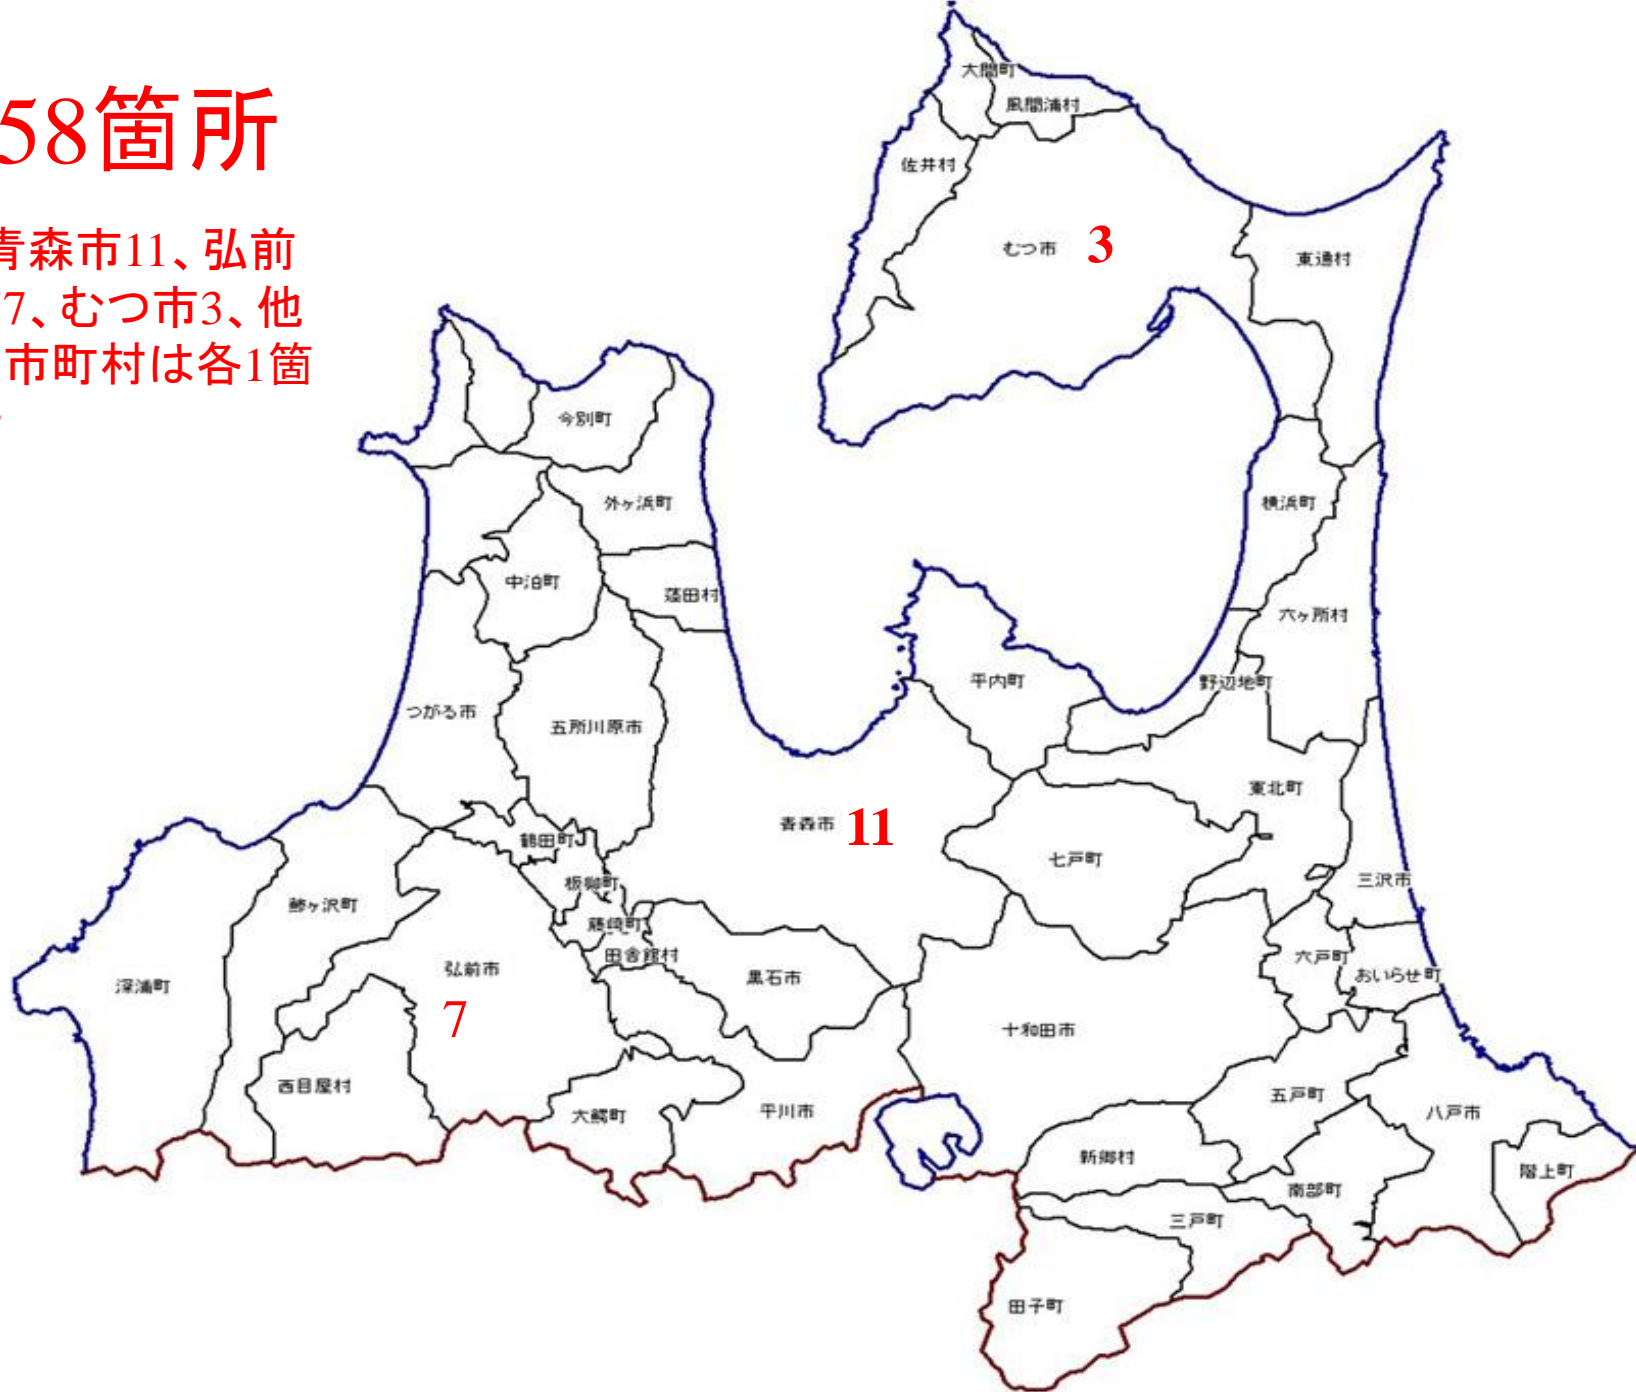 58箇所
青森市11、弘前
7、むつ市3、他
市町村は各1箇
大間町
風間浦村
佐井村
むつ市 3
東通村
今別町
外ヶ浜町
横浜町
中泊町
蓬田村
六ヶ所村
平内町
野辺地町
つがる市
五所川原市
東北町
青森市 11
鶴田町
七戸町
板柳町
三沢市
鯵ヶ沢町
藤崎町
田舎館村
六戸町
弘前市
黒石市
おいらせ町
深浦町
7
十和田市
西目屋村
五戸町
大鰐町
平川市
八戸市
新郷村
階上町
南部町
三戸町
田子町